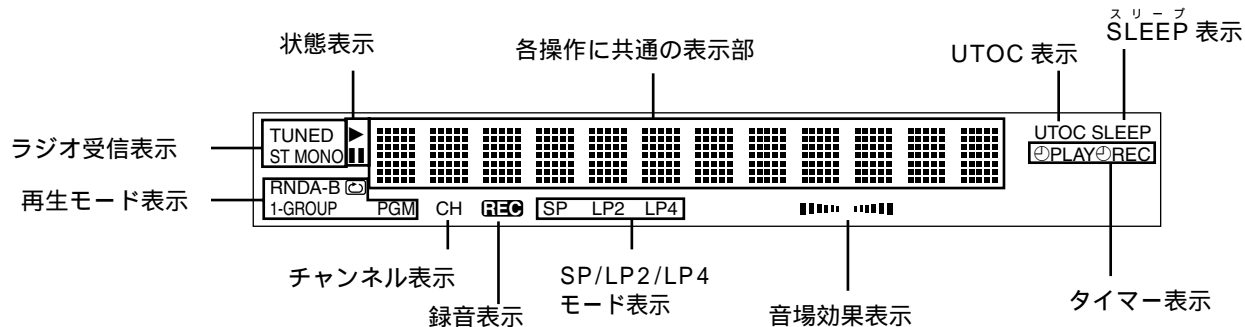 スリープ
SLEEP 表示
状態表示
各操作に共通の表示部
UTOC 表示
ラジオ受信表示
TUNED
ST MONO
UTOC SLEEP
PLAY REC
再生モード表示
RNDA-B
1-GROUP PGM CH REC SP LP2 LP4
チャンネル表示
録音表示
SP/LP2/LP4
モード表示
音場効果表示
タイマー表示